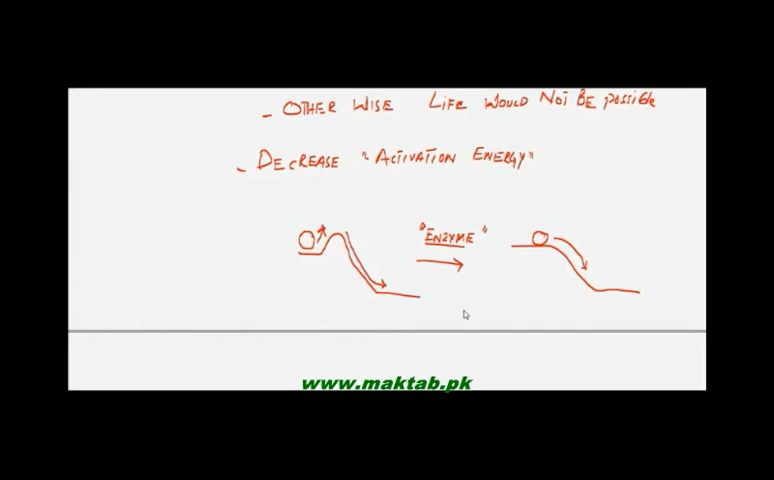 - OTHER WISE LIFE WOULD NOT BE possible
- DECREASE "ACTIVATION ENERGY"
"ENZYME"
www.maktab.pk